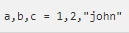 a,b,c = 1,2,"john"